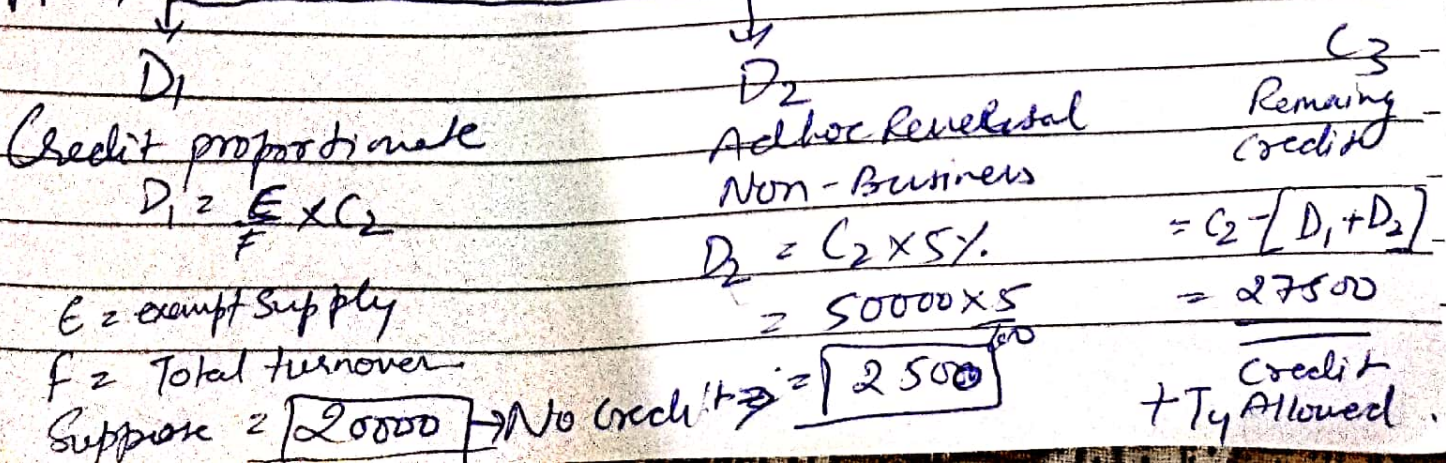 D1
Credit proportionate
D1 = E/F × C2
E = exempt Supply
F = Total turnover
Suppose = 20000 → No Credit
D2
Adhoc Reversal
Non-Business
D2 = C2 × 5%
= 50000 × 5/100
= 2500
C3
Remaing
Credit
= C2 - [D1 + D2]
= 27500
Credit
+ T4 Allowed.